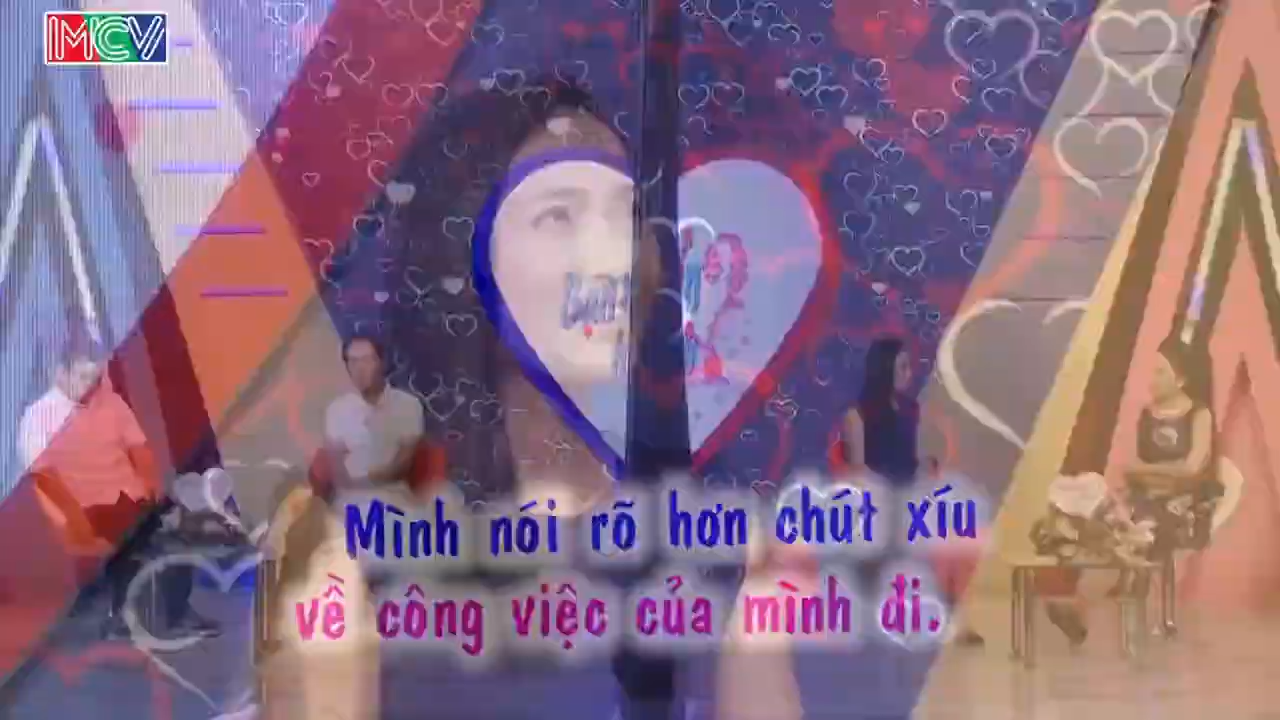 MCV
Mình nói rõ hơn chút xíu
về công việc của mình đi.